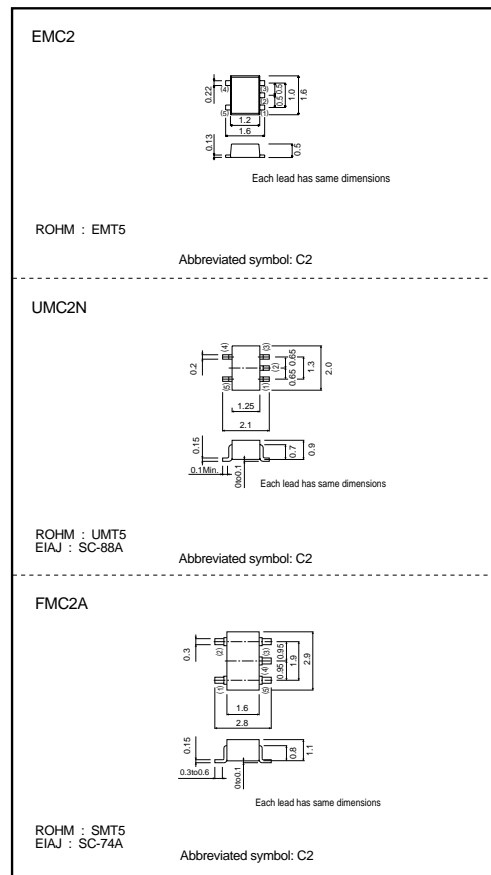 EMC2
0.22
(4)
(3)
(2)
(5)
(1)
0.5
0.5
1.0
1.6
1.2
1.6
0.13
0.5
Each lead has same dimensions
ROHM : EMT5
Abbreviated symbol: C2
UMC2N
0.2
(4)
(3)
(2)
(5)
(1)
0.65
0.65
1.3
2.0
1.25
2.1
0.15
0.1Min.
0to0.1
0.7
0.9
Each lead has same dimensions
ROHM : UMT5
EIAJ : SC-88A
Abbreviated symbol: C2
FMC2A
0.3
(2)
(3)
(4)
(1)
(5)
0.95
0.95
1.9
2.9
1.6
2.8
0.15
0.3to0.6
0to0.1
0.8
1.1
Each lead has same dimensions
ROHM : SMT5
EIAJ : SC-74A
Abbreviated symbol: C2